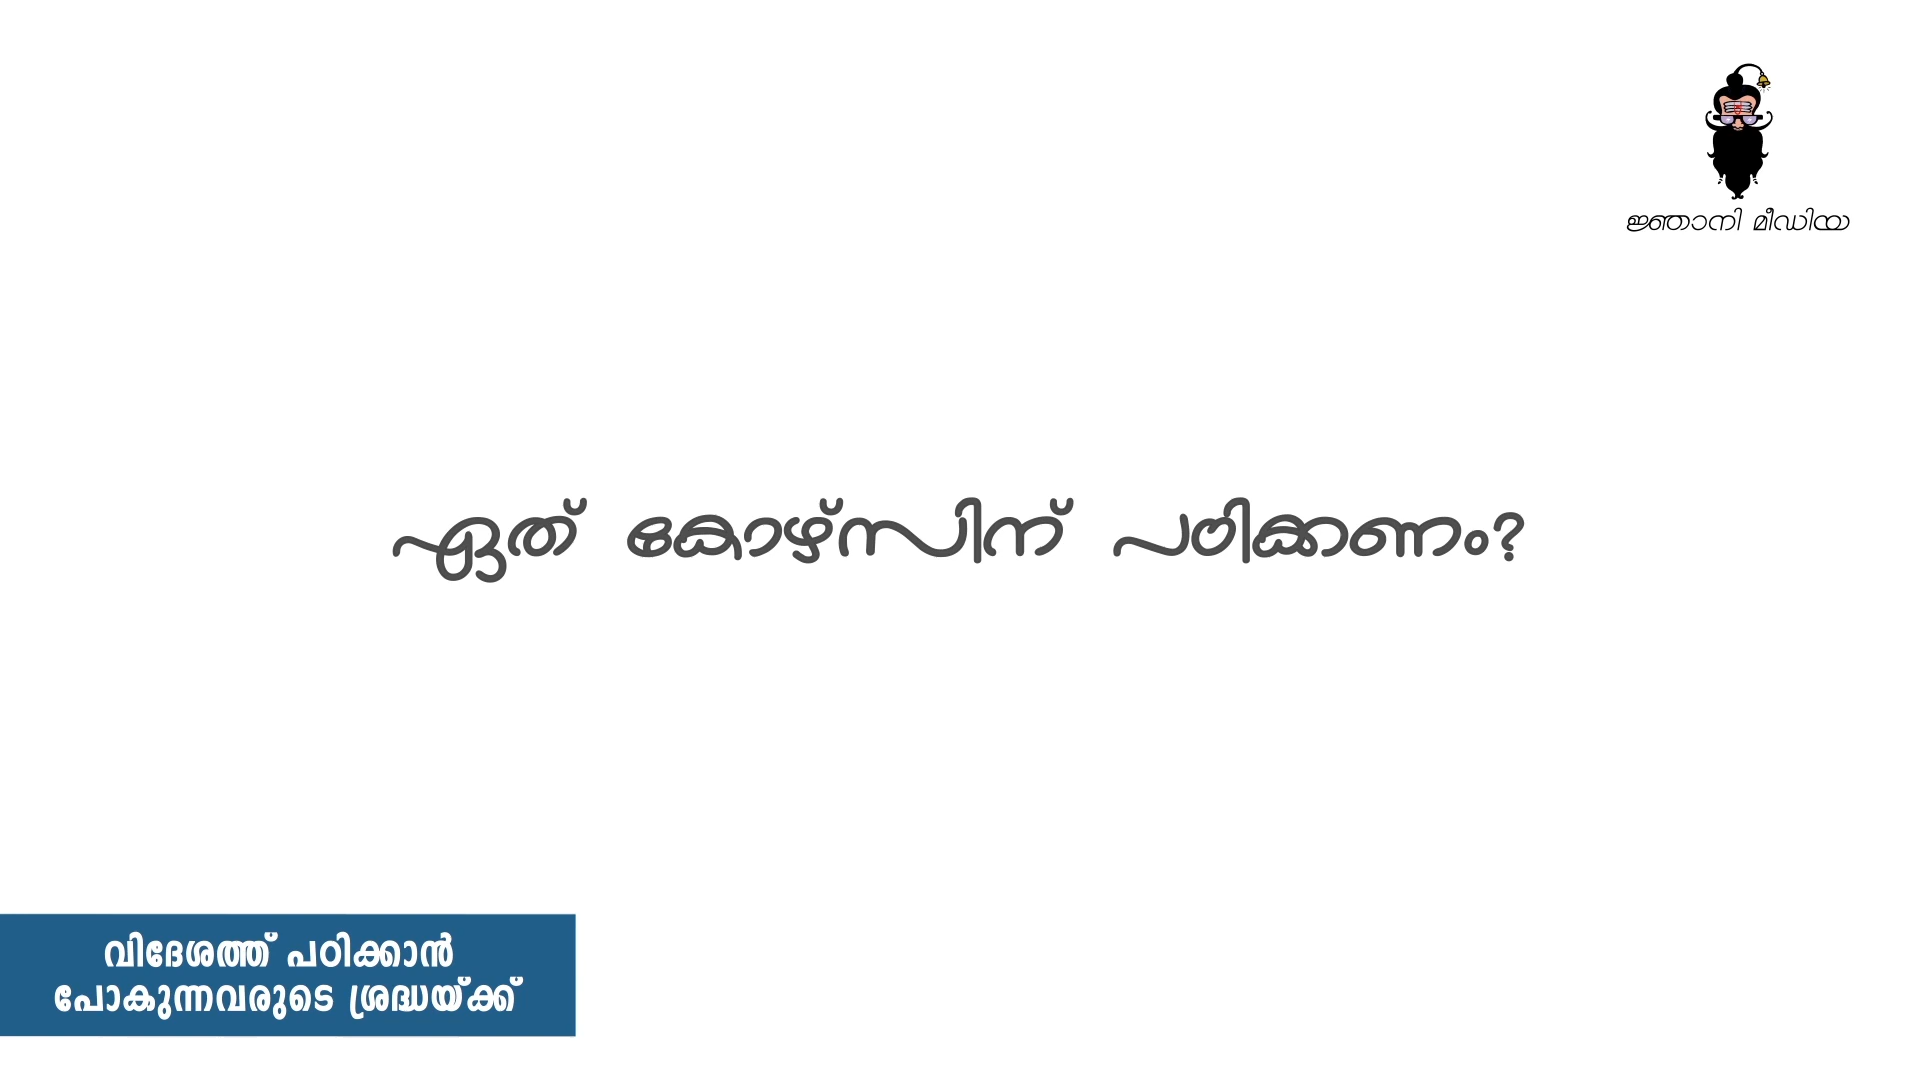 ജ്ഞാനി മീഡിയ
ഏത് കോഴ്സിന് പഠിക്കണം?
വിദേശത്ത് പഠിക്കാൻ
പോകുന്നവരുടെ ശ്രദ്ധയ്ക്ക്